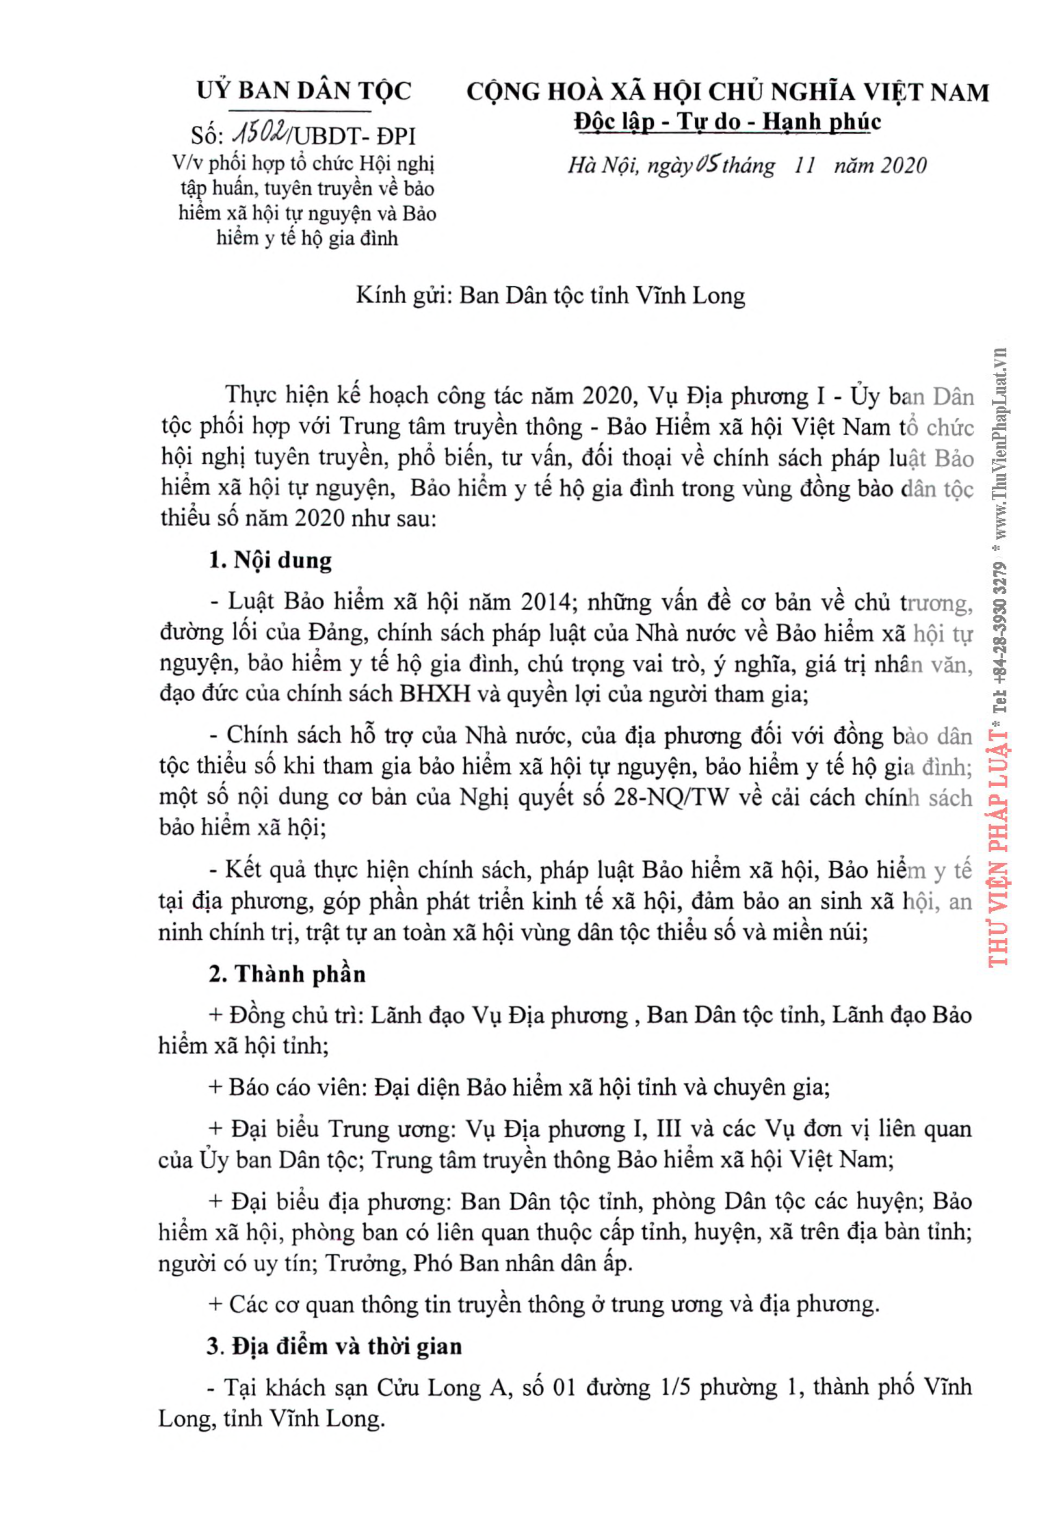 UỶ BAN DÂN TỘC
Số: 1502/UBDT- ĐPI
V/v phối hợp tổ chức Hội nghị
tập huấn, tuyên truyền về bảo
hiểm xã hội tự nguyện và Bảo
hiểm y tế hộ gia đình
CỘNG HOÀ XÃ HỘI CHỦ NGHĨA VIỆT NAM
Độc lập - Tự do - Hạnh phúc
Hà Nội, ngày 05 tháng 11 năm 2020
Kính gửi: Ban Dân tộc tỉnh Vĩnh Long
Thực hiện kế hoạch công tác năm 2020, Vụ Địa phương I - Ủy ban Dân
tộc phối hợp với Trung tâm truyền thông - Bảo Hiểm xã hội Việt Nam tổ chức
hội nghị tuyên truyền, phổ biến, tư vấn, đối thoại về chính sách pháp luật Bảo
hiểm xã hội tự nguyện, Bảo hiểm y tế hộ gia đình trong vùng đồng bào dân tộc
thiểu số năm 2020 như sau:
1. Nội dung
- Luật Bảo hiểm xã hội năm 2014; những vấn đề cơ bản về chủ trương,
đường lối của Đảng, chính sách pháp luật của Nhà nước về Bảo hiểm xã hội tự
nguyện, bảo hiểm y tế hộ gia đình, chú trọng vai trò, ý nghĩa, giá trị nhân văn,
đạo đức của chính sách BHXH và quyền lợi của người tham gia;
- Chính sách hỗ trợ của Nhà nước, của địa phương đối với đồng bào dân
tộc thiểu số khi tham gia bảo hiểm xã hội tự nguyện, bảo hiểm y tế hộ gia đình;
một số nội dung cơ bản của Nghị quyết số 28-NQ/TW về cải cách chính sách
bảo hiểm xã hội;
- Kết quả thực hiện chính sách, pháp luật Bảo hiểm xã hội, Bảo hiểm y tế
tại địa phương, góp phần phát triển kinh tế xã hội, đảm bảo an sinh xã hội, an
ninh chính trị, trật tự an toàn xã hội vùng dân tộc thiểu số và miền núi;
2. Thành phần
+ Đồng chủ trì: Lãnh đạo Vụ Địa phương , Ban Dân tộc tỉnh, Lãnh đạo Bảo
hiểm xã hội tỉnh;
+ Báo cáo viên: Đại diện Bảo hiểm xã hội tỉnh và chuyên gia;
+ Đại biểu Trung ương: Vụ Địa phương I, III và các Vụ đơn vị liên quan
của Ủy ban Dân tộc; Trung tâm truyền thông Bảo hiểm xã hội Việt Nam;
+ Đại biểu địa phương: Ban Dân tộc tỉnh, phòng Dân tộc các huyện; Bảo
hiểm xã hội, phòng ban có liên quan thuộc cấp tỉnh, huyện, xã trên địa bàn tỉnh;
người có uy tín; Trưởng, Phó Ban nhân dân ấp.
+ Các cơ quan thông tin truyền thông ở trung ương và địa phương.
3. Địa điểm và thời gian
- Tại khách sạn Cửu Long A, số 01 đường 1/5 phường 1, thành phố Vĩnh
Long, tỉnh Vĩnh Long.
THƯ VIỆN PHÁP LUẬT * Tel: +84-28-3930 3279 * www.ThuVienPhapLuat.vn